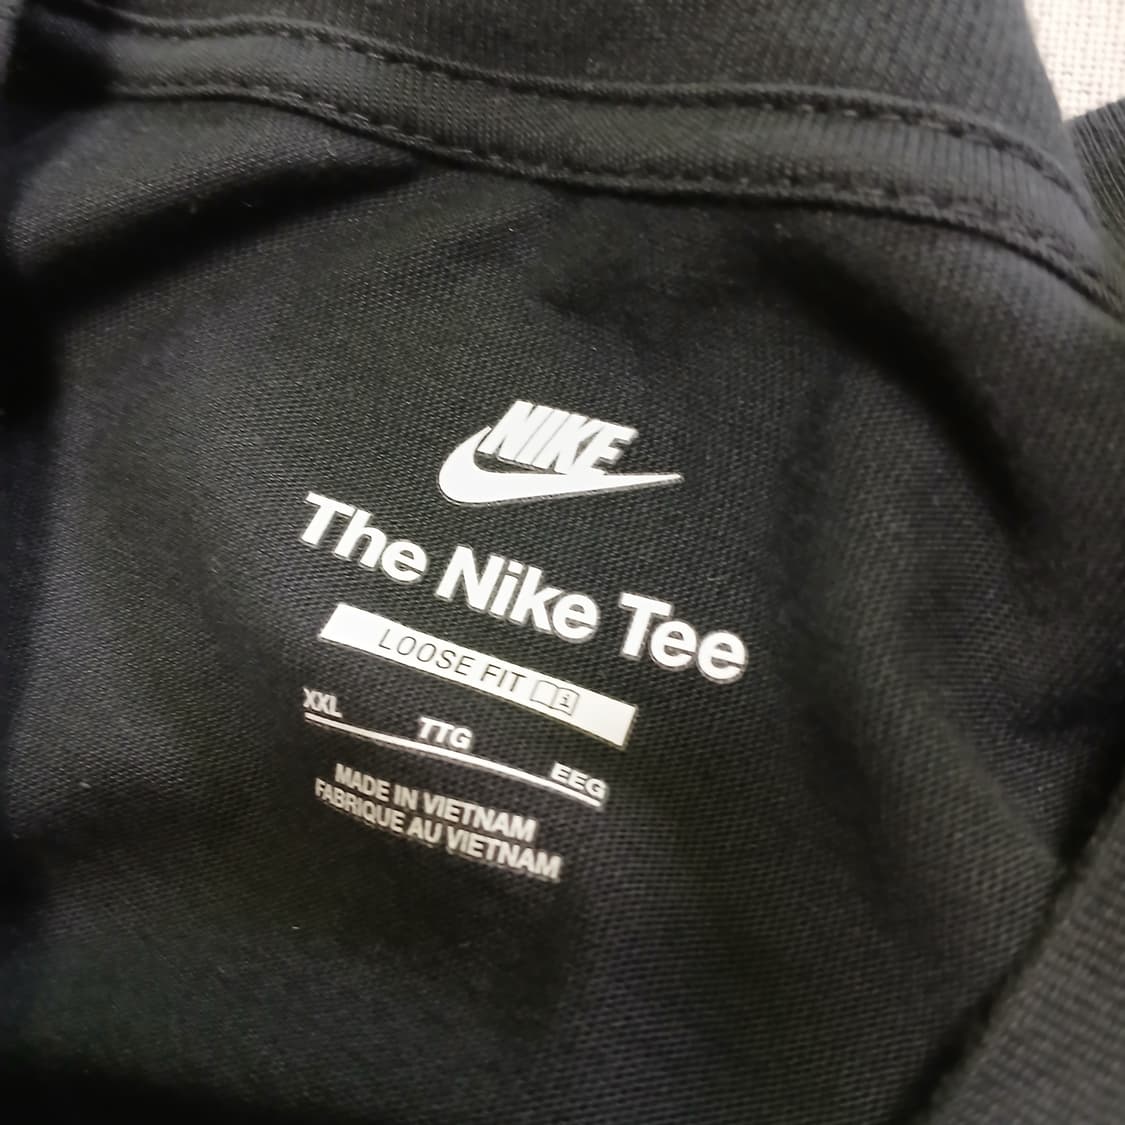 NIKE
The Nike Tee
LOOSE FIT i
XXL TTG EEG
MADE IN VIETNAM
FABRIQUE AU VIETNAM